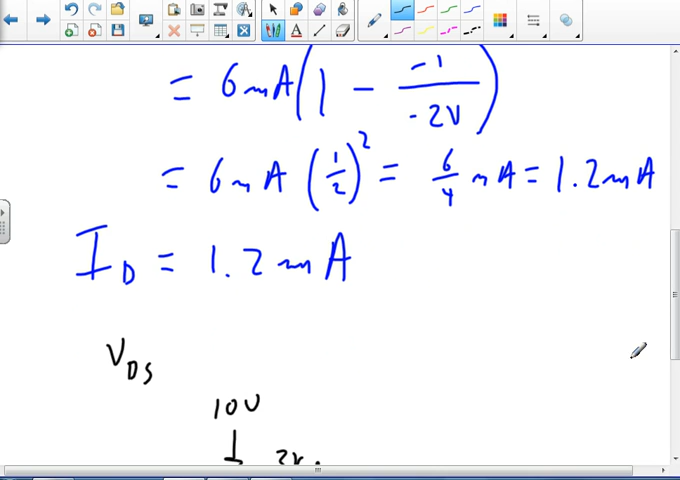 = 6mA(1 - -1/-2V)
= 6mA(1/2)² = 6/4 mA = 1.2mA
I_D = 1.2mA
V_DS
10V